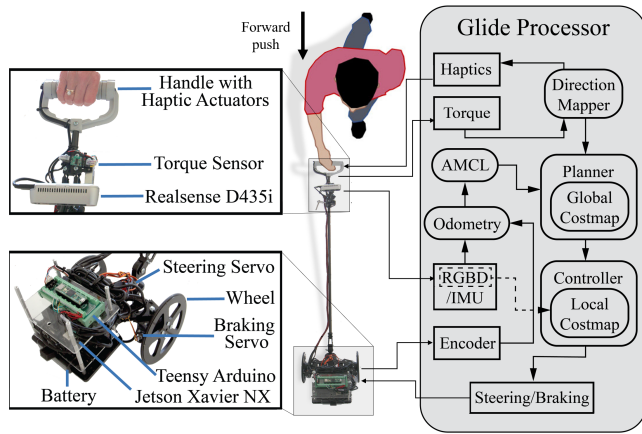 Forward
push
Handle with
Haptic Actuators
Torque Sensor
Realsense D435i
Steering Servo
Wheel
Braking
Servo
Teensy Arduino
Battery
Jetson Xavier NX
Glide Processor
Haptics
Direction
Mapper
Torque
AMCL
Planner
Global
Costmap
Odometry
Controller
RGBD
/IMU
Local
Costmap
Encoder
Steering/Braking